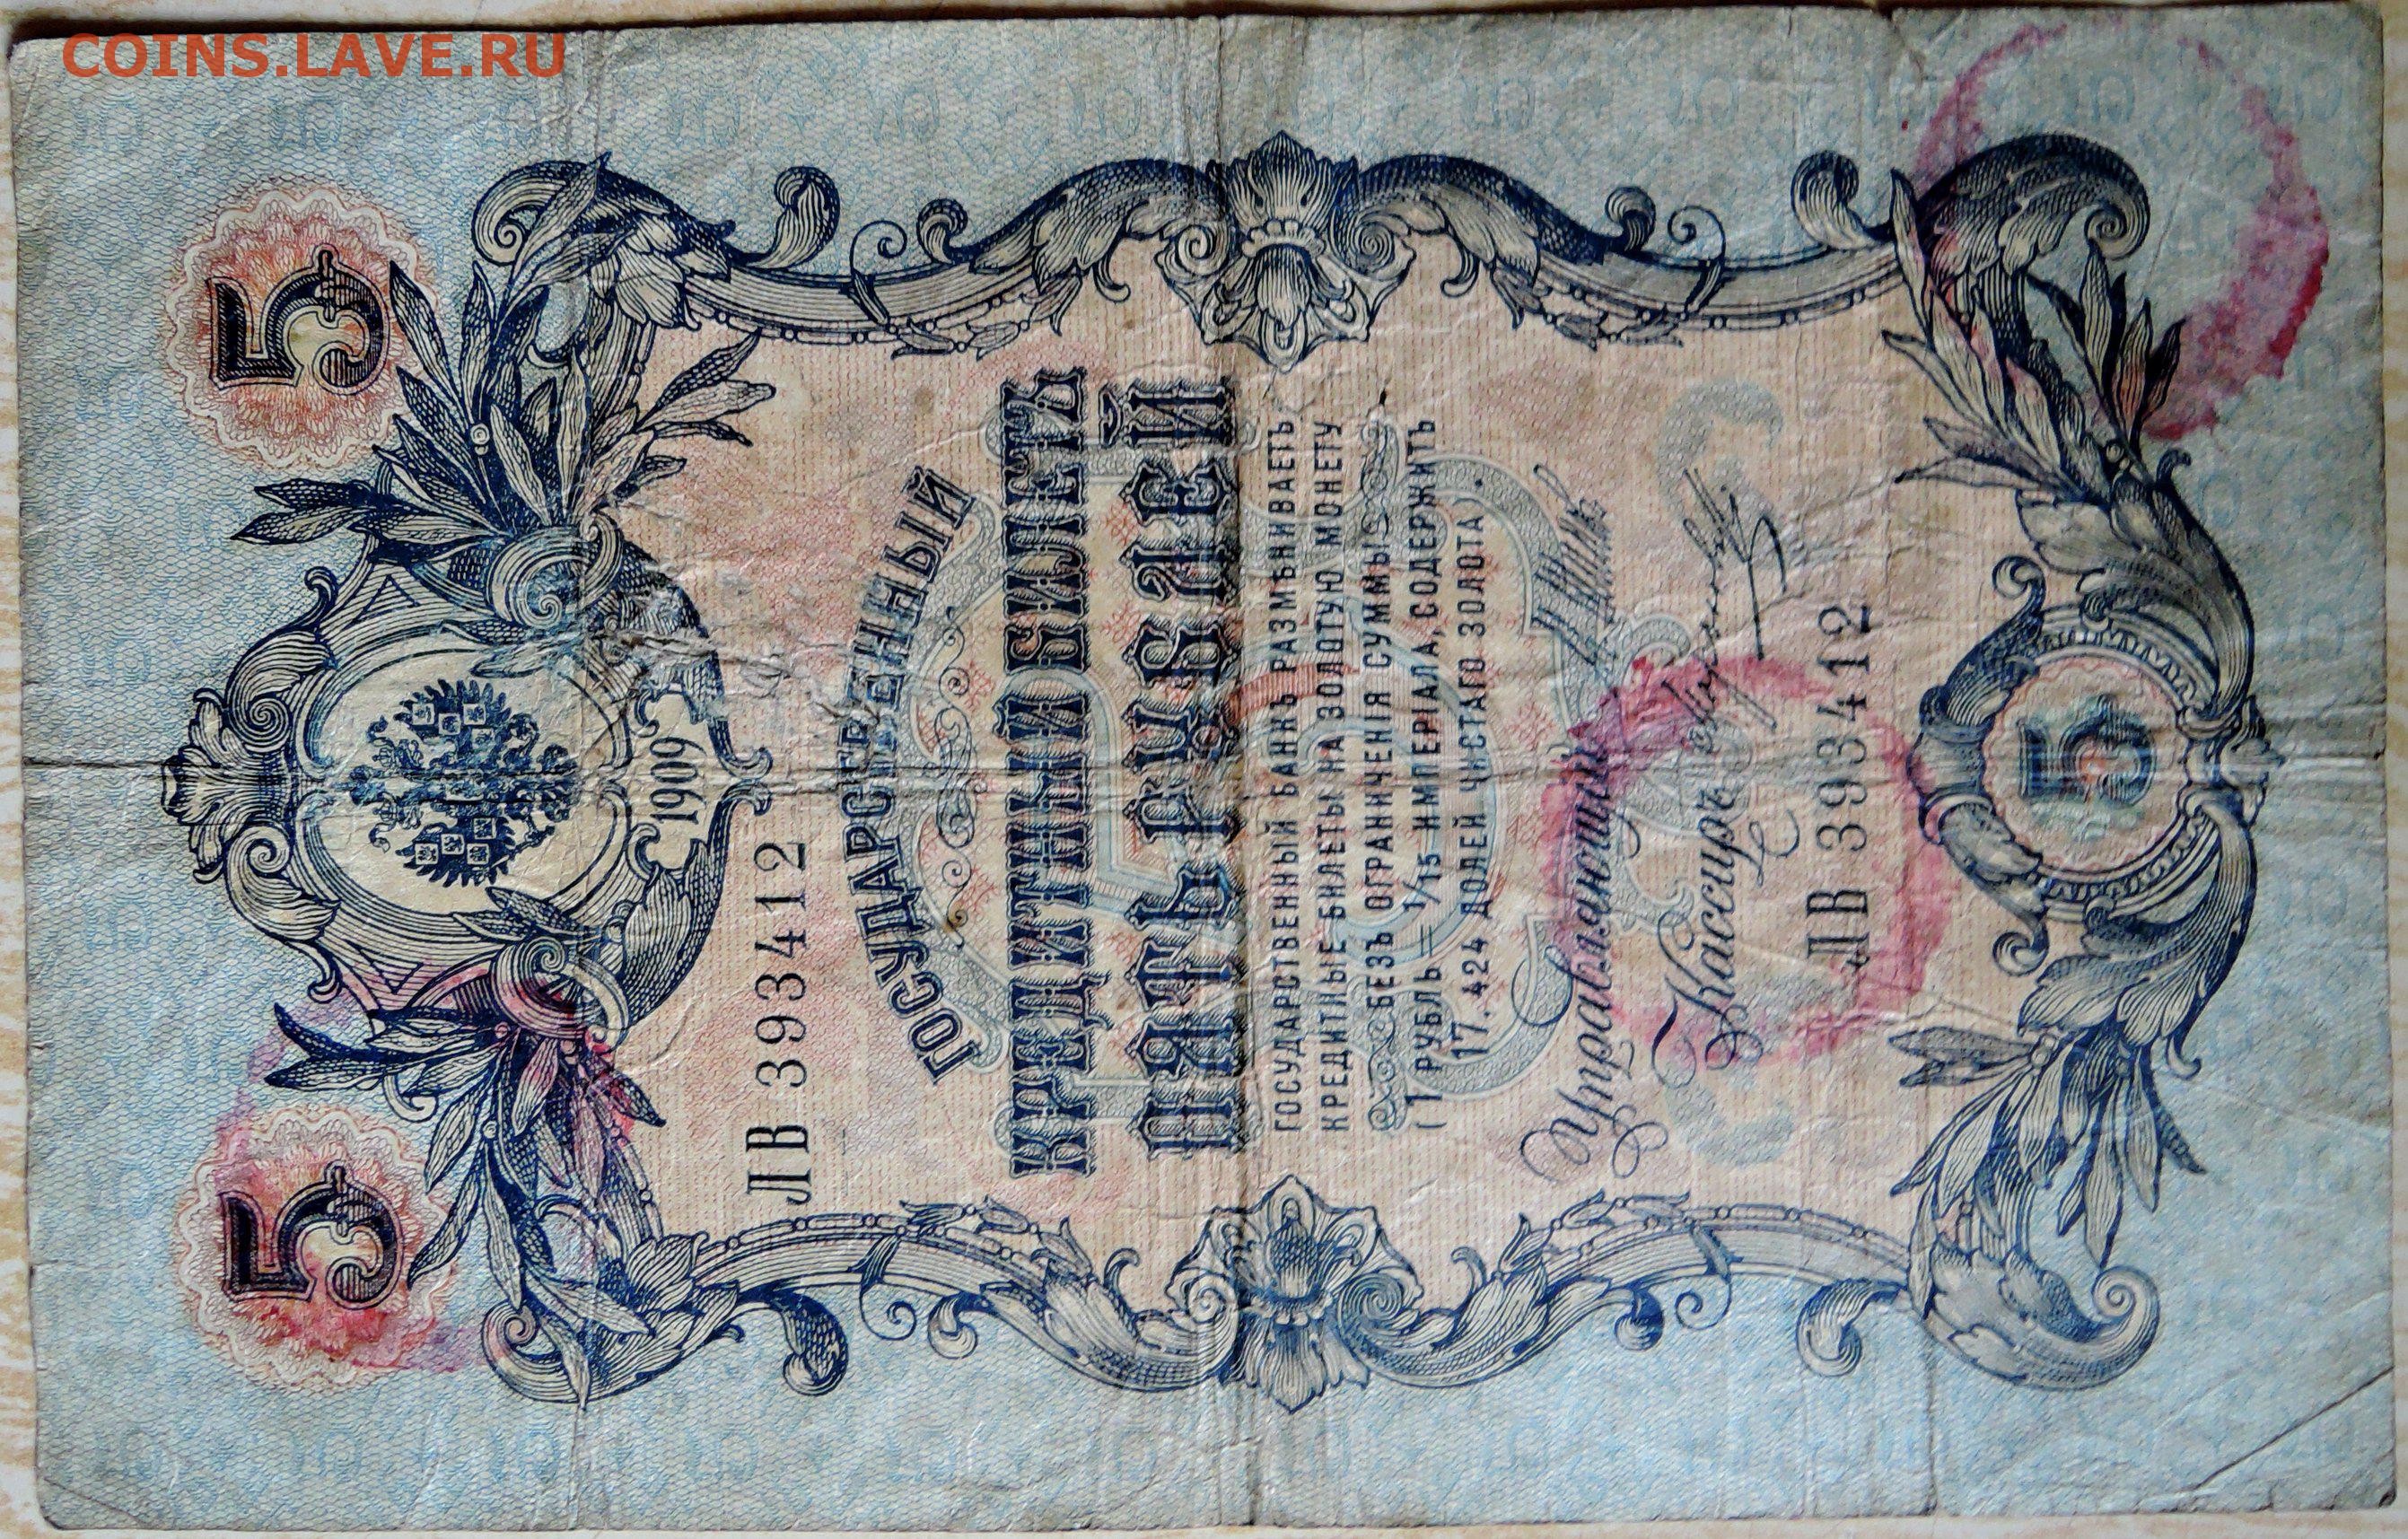 COINS.LAVE.RU
5 5
1909
ЛВ 393412
ГОСУДАРСТВЕННЫЙ
КРЕДИТНЫЙ БИЛЕТЪ
ПЯТЬ РУБЛЕЙ
ГОСУДАРСТВЕННЫЙ БАНКЪ РАЗМѢНИВАЕТЪ
КРЕДИТНЫЕ БИЛЕТЫ НА ЗОЛОТУЮ МОНЕТУ
БЕЗЪ ОГРАНИЧЕНІЯ СУММЫ
(1 РУБЛЬ = 1/15 ИМПЕРІАЛА, СОДЕРЖИТЪ
17.424 ДОЛЕЙ ЧИСТАГО ЗОЛОТА).
Управляющій
Кассиръ
ЛВ 393412
5